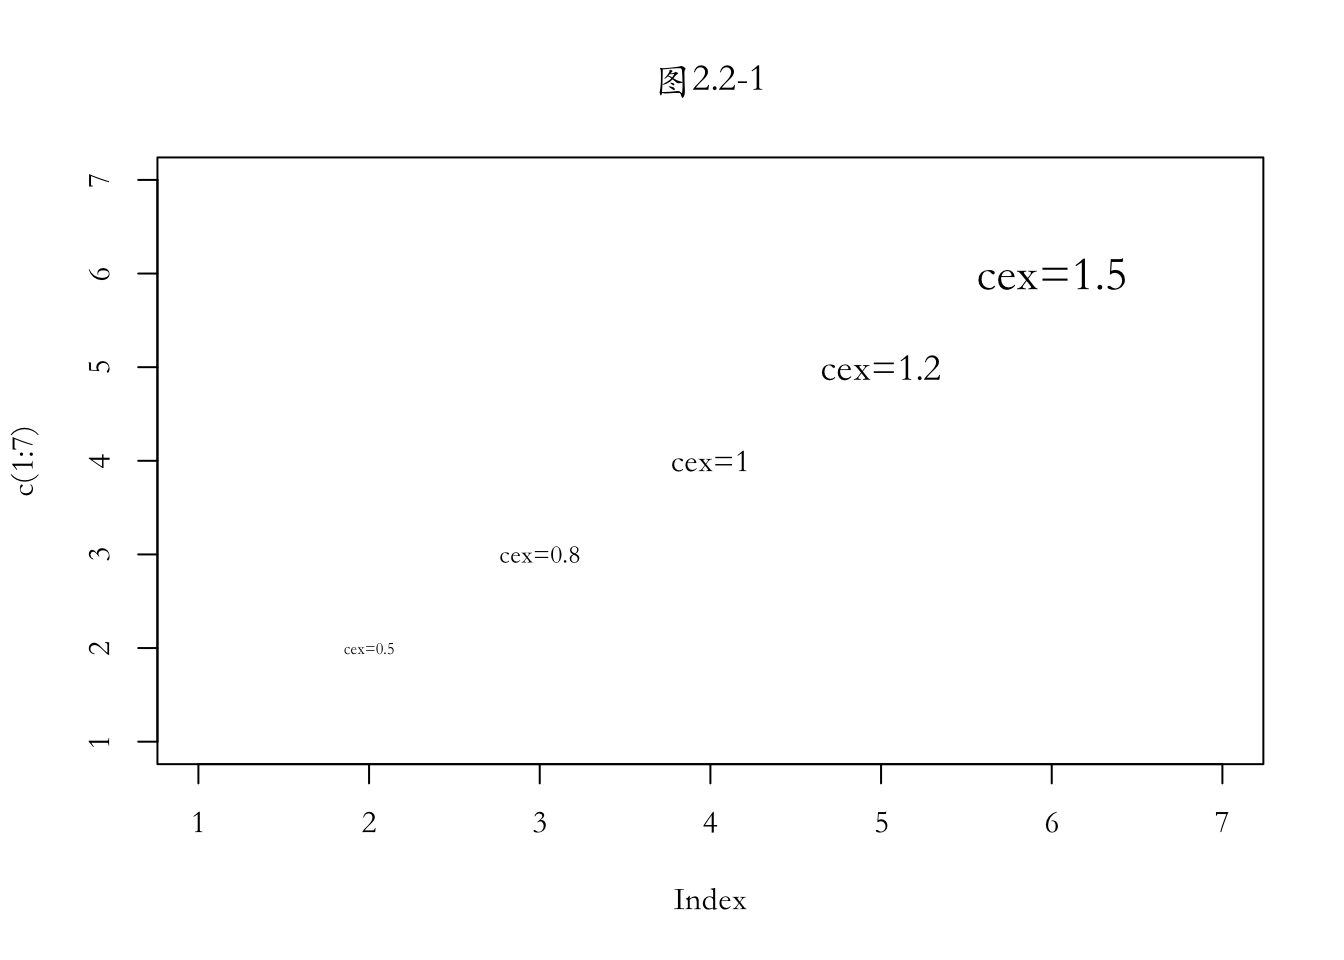 图2.2-1
7
6
cex=1.5
5
cex=1.2
c(1:7)
4
cex=1
3
cex=0.8
2
cex=0.5
1
1 2 3 4 5 6 7
Index